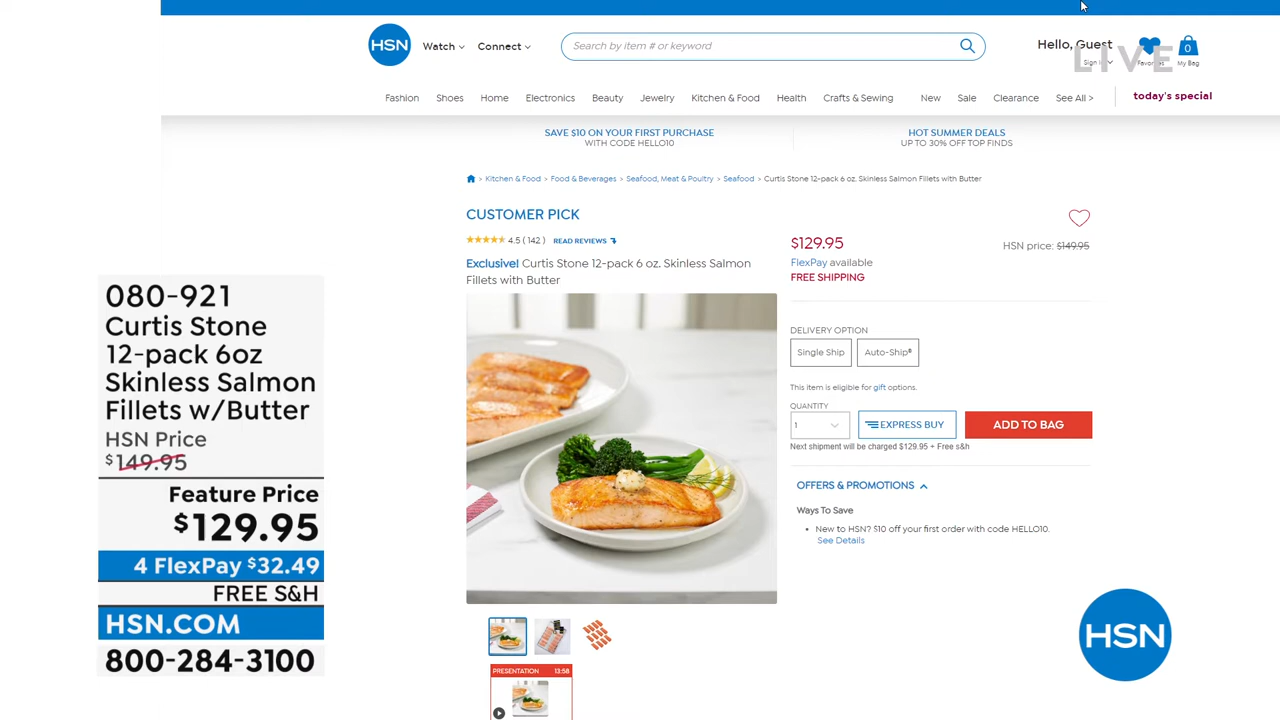 HSN
Watch
Connect
Search by item # or keyword
Hello, Guest
LIVE
My Bag
0
Fashion
Shoes
Home
Electronics
Beauty
Jewelry
Kitchen & Food
Health
Crafts & Sewing
New
Sale
Clearance
See All >
today's special
SAVE $10 ON YOUR FIRST PURCHASE
WITH CODE HELLO10
HOT SUMMER DEALS
UP TO 30% OFF TOP FINDS
> Kitchen & Food > Food & Beverages > Seafood, Meat & Poultry > Seafood > Curtis Stone 12-pack 6 oz. Skinless Salmon Fillets with Butter
CUSTOMER PICK
4.5 ( 142 ) READ REVIEWS
Exclusive! Curtis Stone 12-pack 6 oz. Skinless Salmon
Fillets with Butter
$129.95
HSN price: $149.95
FlexPay available
FREE SHIPPING
DELIVERY OPTION
Single Ship
Auto-Ship®
This item is eligible for gift options.
QUANTITY
1
EXPRESS BUY
ADD TO BAG
Next shipment will be charged $129.95 + Free s&h
OFFERS & PROMOTIONS
Ways To Save
• New to HSN? $10 off your first order with code HELLO10.
See Details
PRESENTATION 13:58
080-921
Curtis Stone
12-pack 6oz
Skinless Salmon
Fillets w/Butter
HSN Price
$149.95
Feature Price
$129.95
4 FlexPay $32.49
FREE S&H
HSN.COM
800-284-3100
HSN